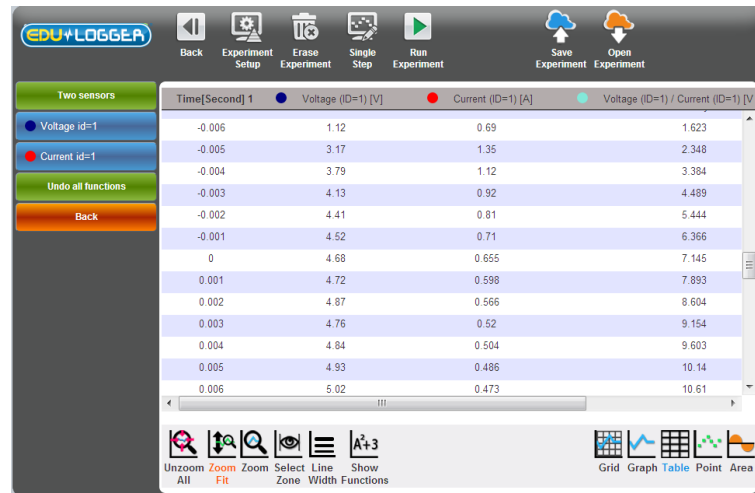 EDU LOGGER
Back Experiment Setup Erase Experiment Single Step Run Experiment Save Experiment Open Experiment
Two sensors
Voltage id=1
Current id=1
Undo all functions
Back
Time[Second] 1 Voltage (ID=1) [V] Current (ID=1) [A] Voltage (ID=1) / Current (ID=1) [V
-0.006 1.12 0.69 1.623
-0.005 3.17 1.35 2.348
-0.004 3.79 1.12 3.384
-0.003 4.13 0.92 4.489
-0.002 4.41 0.81 5.444
-0.001 4.52 0.71 6.366
0 4.68 0.655 7.145
0.001 4.72 0.598 7.893
0.002 4.87 0.566 8.604
0.003 4.76 0.52 9.154
0.004 4.84 0.504 9.603
0.005 4.93 0.486 10.14
0.006 5.02 0.473 10.61
A²+3
Unzoom All Zoom Fit Zoom Select Zone Line Width Show Functions Grid Graph Table Point Area